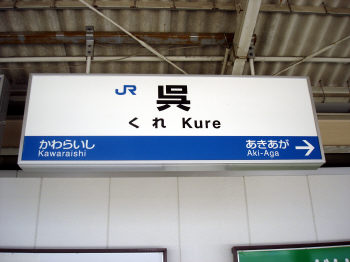 JR 呉
くれ Kure
かわらいし あきあが →
Kawaraishi Aki-Aga